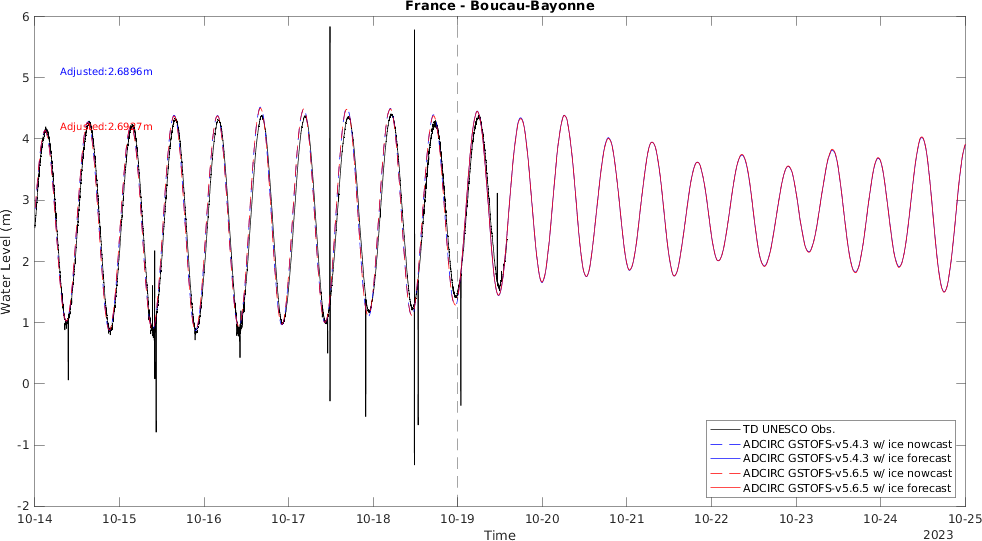 France - Boucau-Bayonne
6
5
4
3
2
1
0
-1
-2
Water Level (m)
Adjusted:2.6896m
10-14
10-15
10-16
10-17
10-18
10-19
10-20
10-21
10-22
10-23
10-24
10-25
Time
2023
TD UNESCO Obs.
ADCIRC GSTOFS-v5.4.3 w/ ice nowcast
ADCIRC GSTOFS-v5.4.3 w/ ice forecast
ADCIRC GSTOFS-v5.6.5 w/ ice nowcast
ADCIRC GSTOFS-v5.6.5 w/ ice forecast